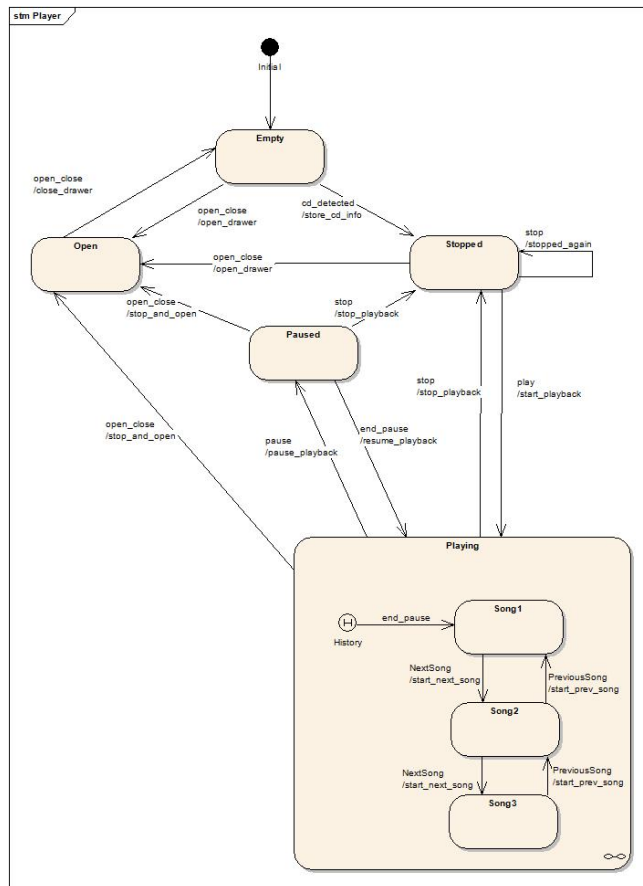 stm Player
Initial
Empty
open_close
/close_drawer
open_close
/open_drawer
cd_detected
/store_cd_info
Open
Stopped
stop
/stopped_again
open_close
/open_drawer
open_close
/stop_and_open
stop
/stop_playback
Paused
stop
/stop_playback
play
/start_playback
open_close
/stop_and_open
pause
/pause_playback
end_pause
/resume_playback
Playing
Song1
H
end_pause
History
NextSong
/start_next_song
PreviousSong
/start_prev_song
Song2
NextSong
/start_next_song
PreviousSong
/start_prev_song
Song3